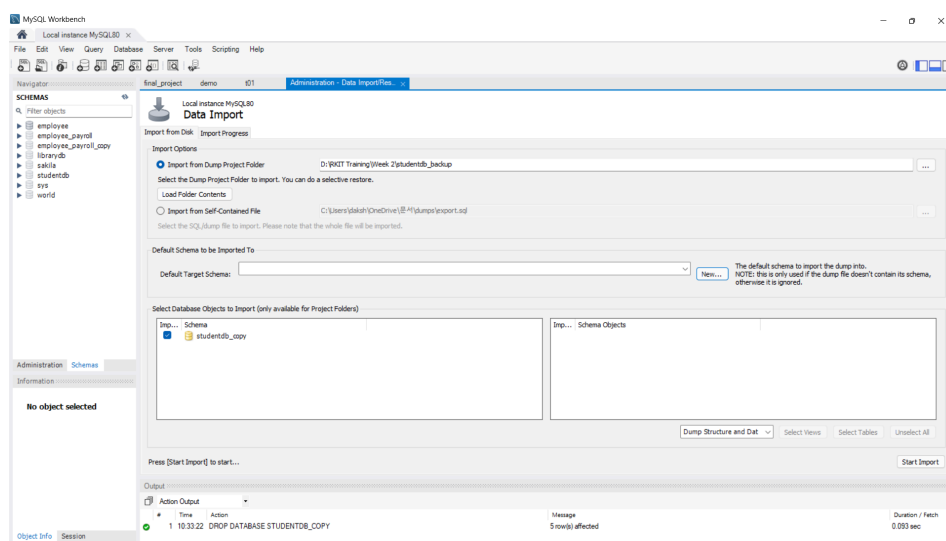 MySQL Workbench
Local instance MySQL80 ×
File Edit View Query Database Server Tools Scripting Help
Navigator
SCHEMAS
Filter objects
employee
employee_payroll
employee_payroll_copy
librarydb
sakila
studentdb
sys
world
Administration Schemas
Information
No object selected
Object Info Session
final_project demo t01 Administration - Data Import/Res... ×
Local instance MySQL80
Data Import
Import from Disk Import Progress
Import Options
Import from Dump Project Folder D:\RKIT Training\Week 2\studentdb_backup ...
Select the Dump Project Folder to import. You can do a selective restore.
Load Folder Contents
Import from Self-Contained File C:\Users\daksh\OneDrive\문서\dumps\export.sql ...
Select the SQL/dump file to import. Please note that the whole file will be imported.
Default Schema to be Imported To
Default Target Schema: New...
The default schema to import the dump into.
NOTE: this is only used if the dump file doesn't contain its schema,
otherwise it is ignored.
Select Database Objects to Import (only available for Project Folders)
Imp... Schema
studentdb_copy
Imp... Schema Objects
Dump Structure and Dat Select Views Select Tables Unselect All
Press [Start Import] to start... Start Import
Output
Action Output
# Time Action Message Duration / Fetch
1 10:33:22 DROP DATABASE STUDENTDB_COPY 5 row(s) affected 0.093 sec